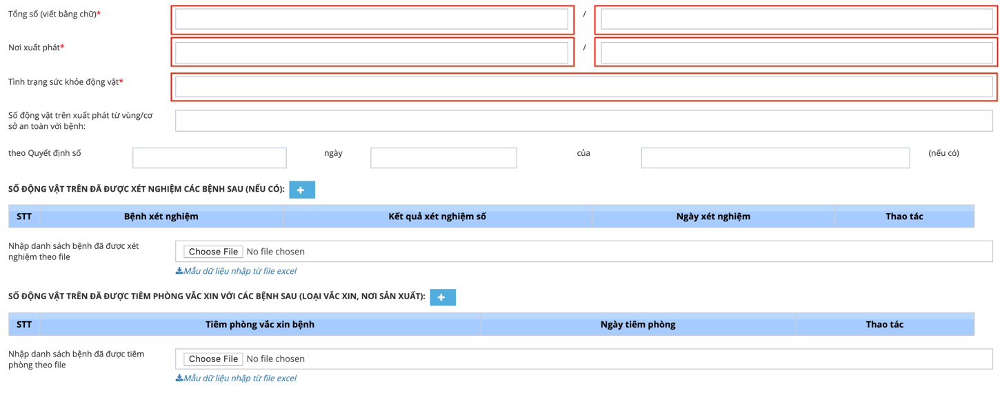 Tổng số (viết bằng chữ)* /
Nơi xuất phát* /
Tình trạng sức khỏe động vật*
Số động vật trên xuất phát từ vùng/cơ
sở an toàn với bệnh:
theo Quyết định số ngày của (nếu có)
SỐ ĐỘNG VẬT TRÊN ĐÃ ĐƯỢC XÉT NGHIỆM CÁC BỆNH SAU (NẾU CÓ): +
STT Bệnh xét nghiệm Kết quả xét nghiệm số Ngày xét nghiệm Thao tác
Nhập danh sách bệnh đã được xét
nghiệm theo file
Choose File No file chosen
Mẫu dữ liệu nhập từ file excel
SỐ ĐỘNG VẬT TRÊN ĐÃ ĐƯỢC TIÊM PHÒNG VẮC XIN VỚI CÁC BỆNH SAU (LOẠI VẮC XIN, NƠI SẢN XUẤT): +
STT Tiêm phòng vắc xin bệnh Ngày tiêm phòng Thao tác
Nhập danh sách bệnh đã được tiêm
phòng theo file
Choose File No file chosen
Mẫu dữ liệu nhập từ file excel